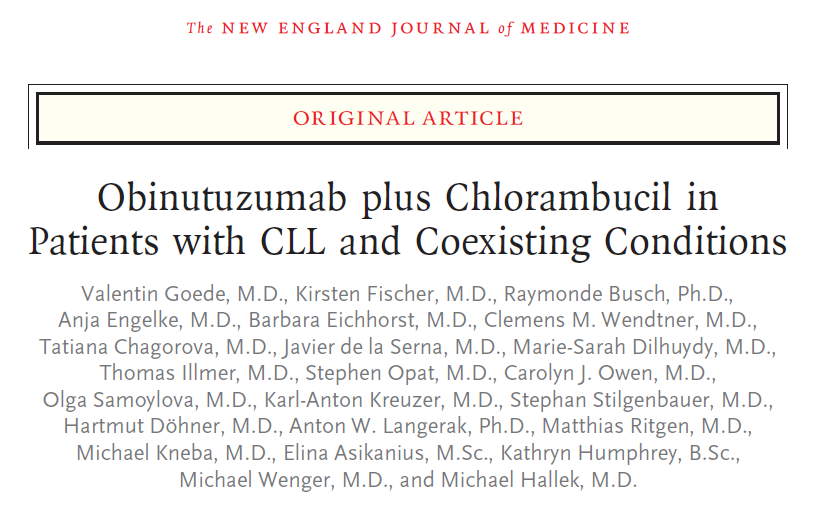 The NEW ENGLAND JOURNAL of MEDICINE
ORIGINAL ARTICLE
Obinutuzumab plus Chlorambucil in
Patients with CLL and Coexisting Conditions
Valentin Goede, M.D., Kirsten Fischer, M.D., Raymonde Busch, Ph.D.,
Anja Engelke, M.D., Barbara Eichhorst, M.D., Clemens M. Wendtner, M.D.,
Tatiana Chagorova, M.D., Javier de la Serna, M.D., Marie-Sarah Dilhuydy, M.D.,
Thomas Illmer, M.D., Stephen Opat, M.D., Carolyn J. Owen, M.D.,
Olga Samoylova, M.D., Karl-Anton Kreuzer, M.D., Stephan Stilgenbauer, M.D.,
Hartmut Döhner, M.D., Anton W. Langerak, Ph.D., Matthias Ritgen, M.D.,
Michael Kneba, M.D., Elina Asikanius, M.Sc., Kathryn Humphrey, B.Sc.,
Michael Wenger, M.D., and Michael Hallek, M.D.